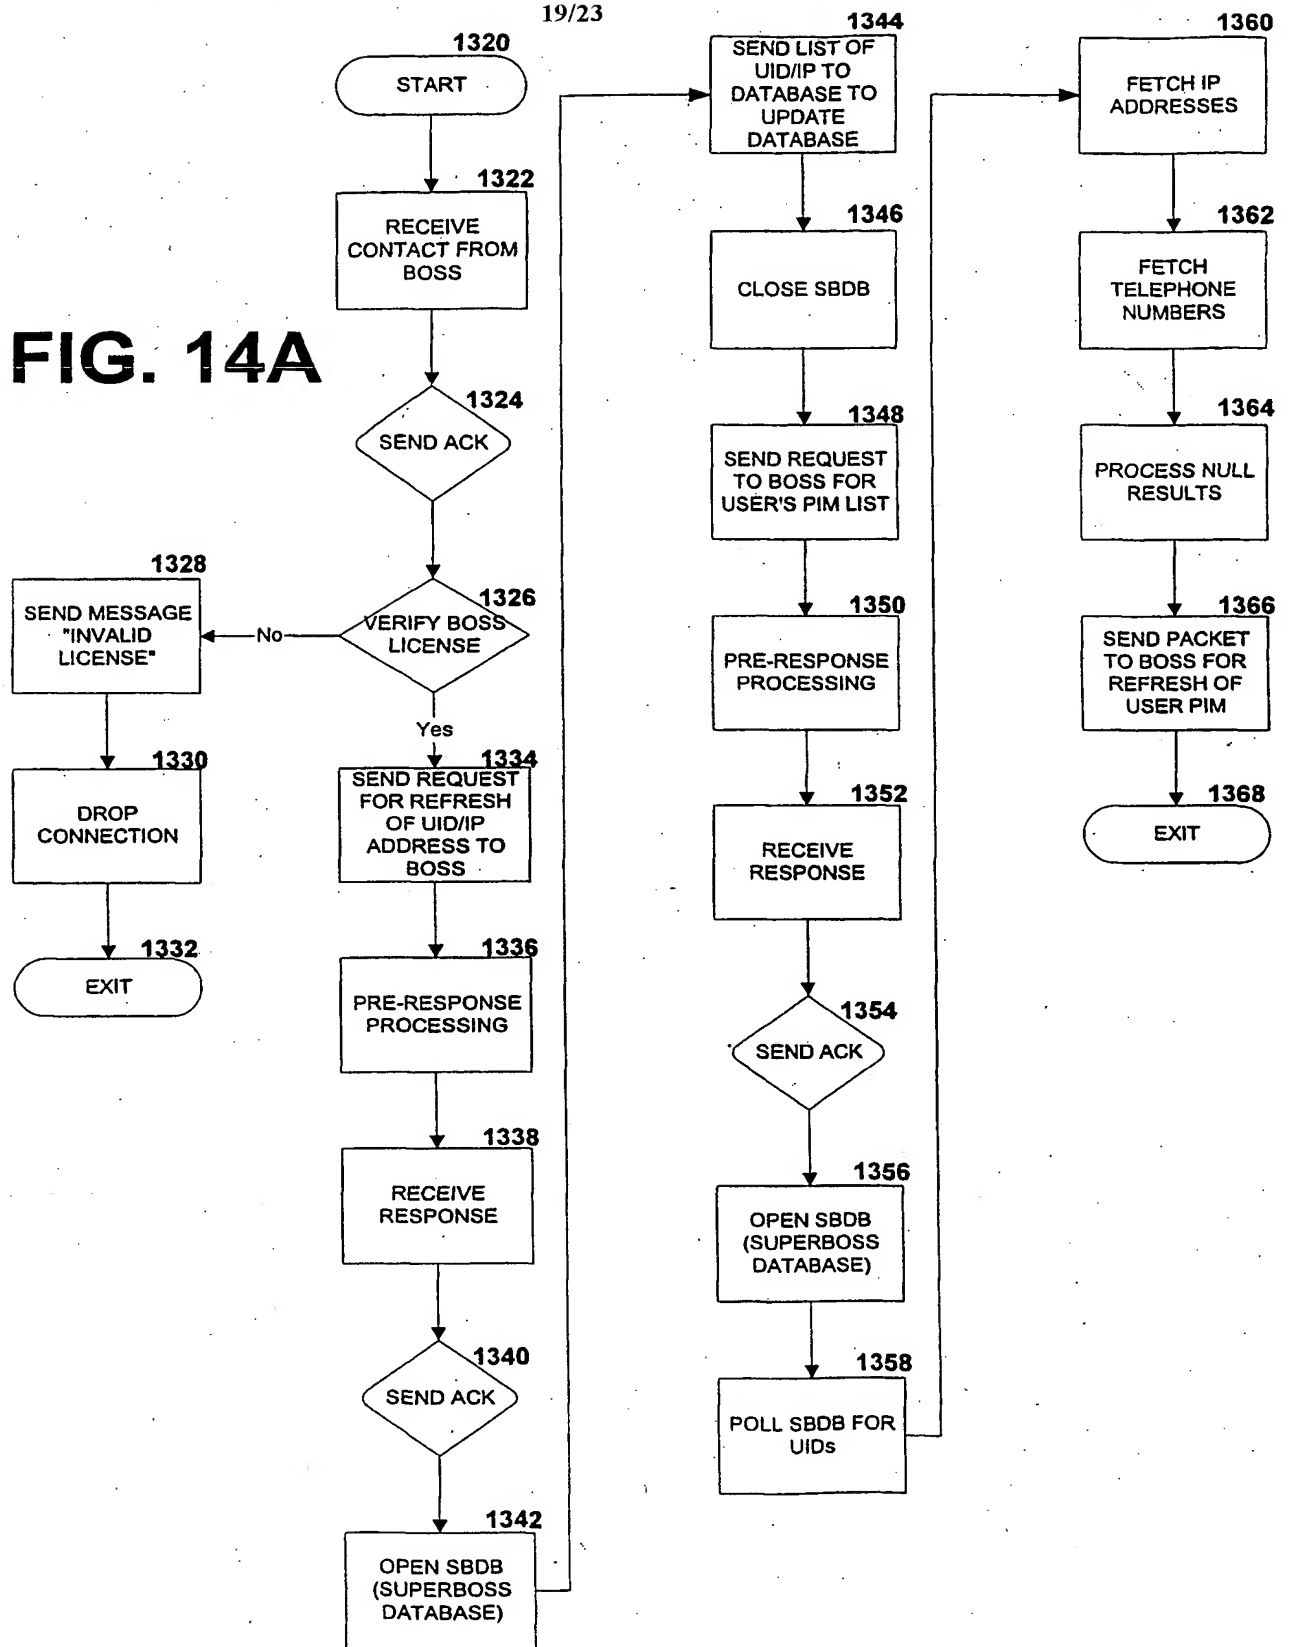 19/23
FIG. 14A
1320
START
1322
RECEIVE
CONTACT FROM
BOSS
1324
SEND ACK
1326
VERIFY BOSS
LICENSE
No
1328
SEND MESSAGE
"INVALID
LICENSE"
1330
DROP
CONNECTION
1332
EXIT
Yes
1334
SEND REQUEST
FOR REFRESH
OF UID/IP
ADDRESS TO
BOSS
1336
PRE-RESPONSE
PROCESSING
1338
RECEIVE
RESPONSE
1340
SEND ACK
1342
OPEN SBDB
(SUPERBOSS
DATABASE)
1344
SEND LIST OF
UID/IP TO
DATABASE TO
UPDATE
DATABASE
1346
CLOSE SBDB
1348
SEND REQUEST
TO BOSS FOR
USER'S PIM LIST
1350
PRE-RESPONSE
PROCESSING
1352
RECEIVE
RESPONSE
1354
SEND ACK
1356
OPEN SBDB
(SUPERBOSS
DATABASE)
1358
POLL SBDB FOR
UIDs
1360
FETCH IP
ADDRESSES
1362
FETCH
TELEPHONE
NUMBERS
1364
PROCESS NULL
RESULTS
1366
SEND PACKET
TO BOSS FOR
REFRESH OF
USER PIM
1368
EXIT